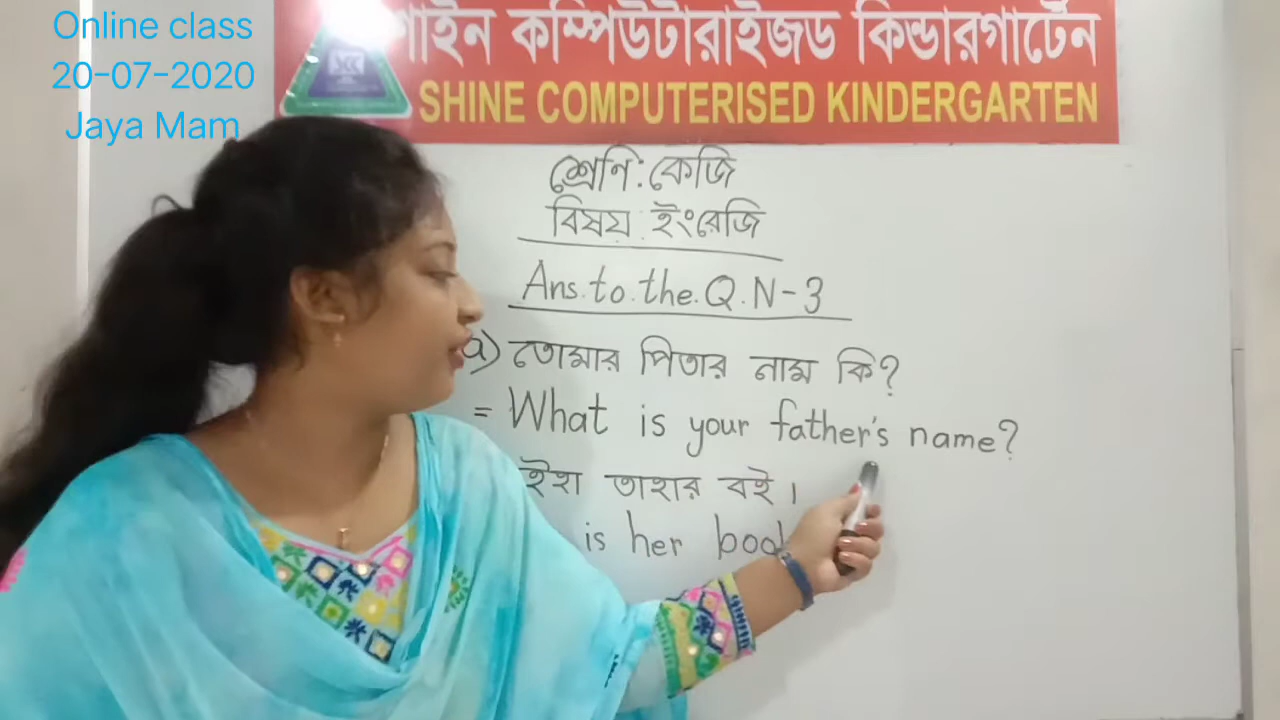 Online class
20-07-2020
Jaya Mam
শাইন কম্পিউটারাইজড কিন্ডারগার্টেন
SHINE COMPUTERISED KINDERGARTEN
শ্রেণি: কেজি
বিষয়: ইংরেজি
Ans. to. the. Q. N-3
a) তোমার পিতার নাম কি?
= What is your father's name?
ইহা তাহার বই।
is her